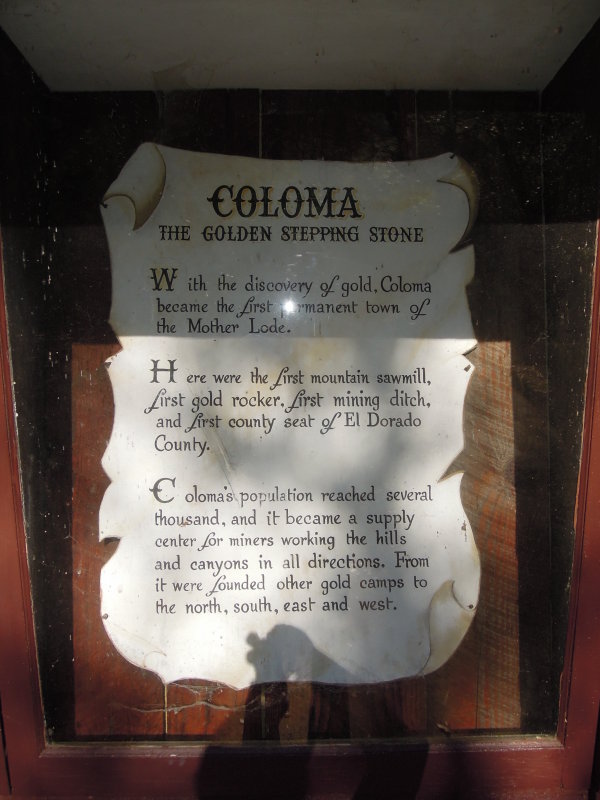 COLOMA
THE GOLDEN STEPPING STONE
With the discovery of gold, Coloma
became the first permanent town of
the Mother Lode.
Here were the first mountain sawmill,
first gold rocker, first mining ditch,
and first county seat of El Dorado
County.
Coloma's population reached several
thousand, and it became a supply
center for miners working the hills
and canyons in all directions. From
it were founded other gold camps to
the north, south, east and west.